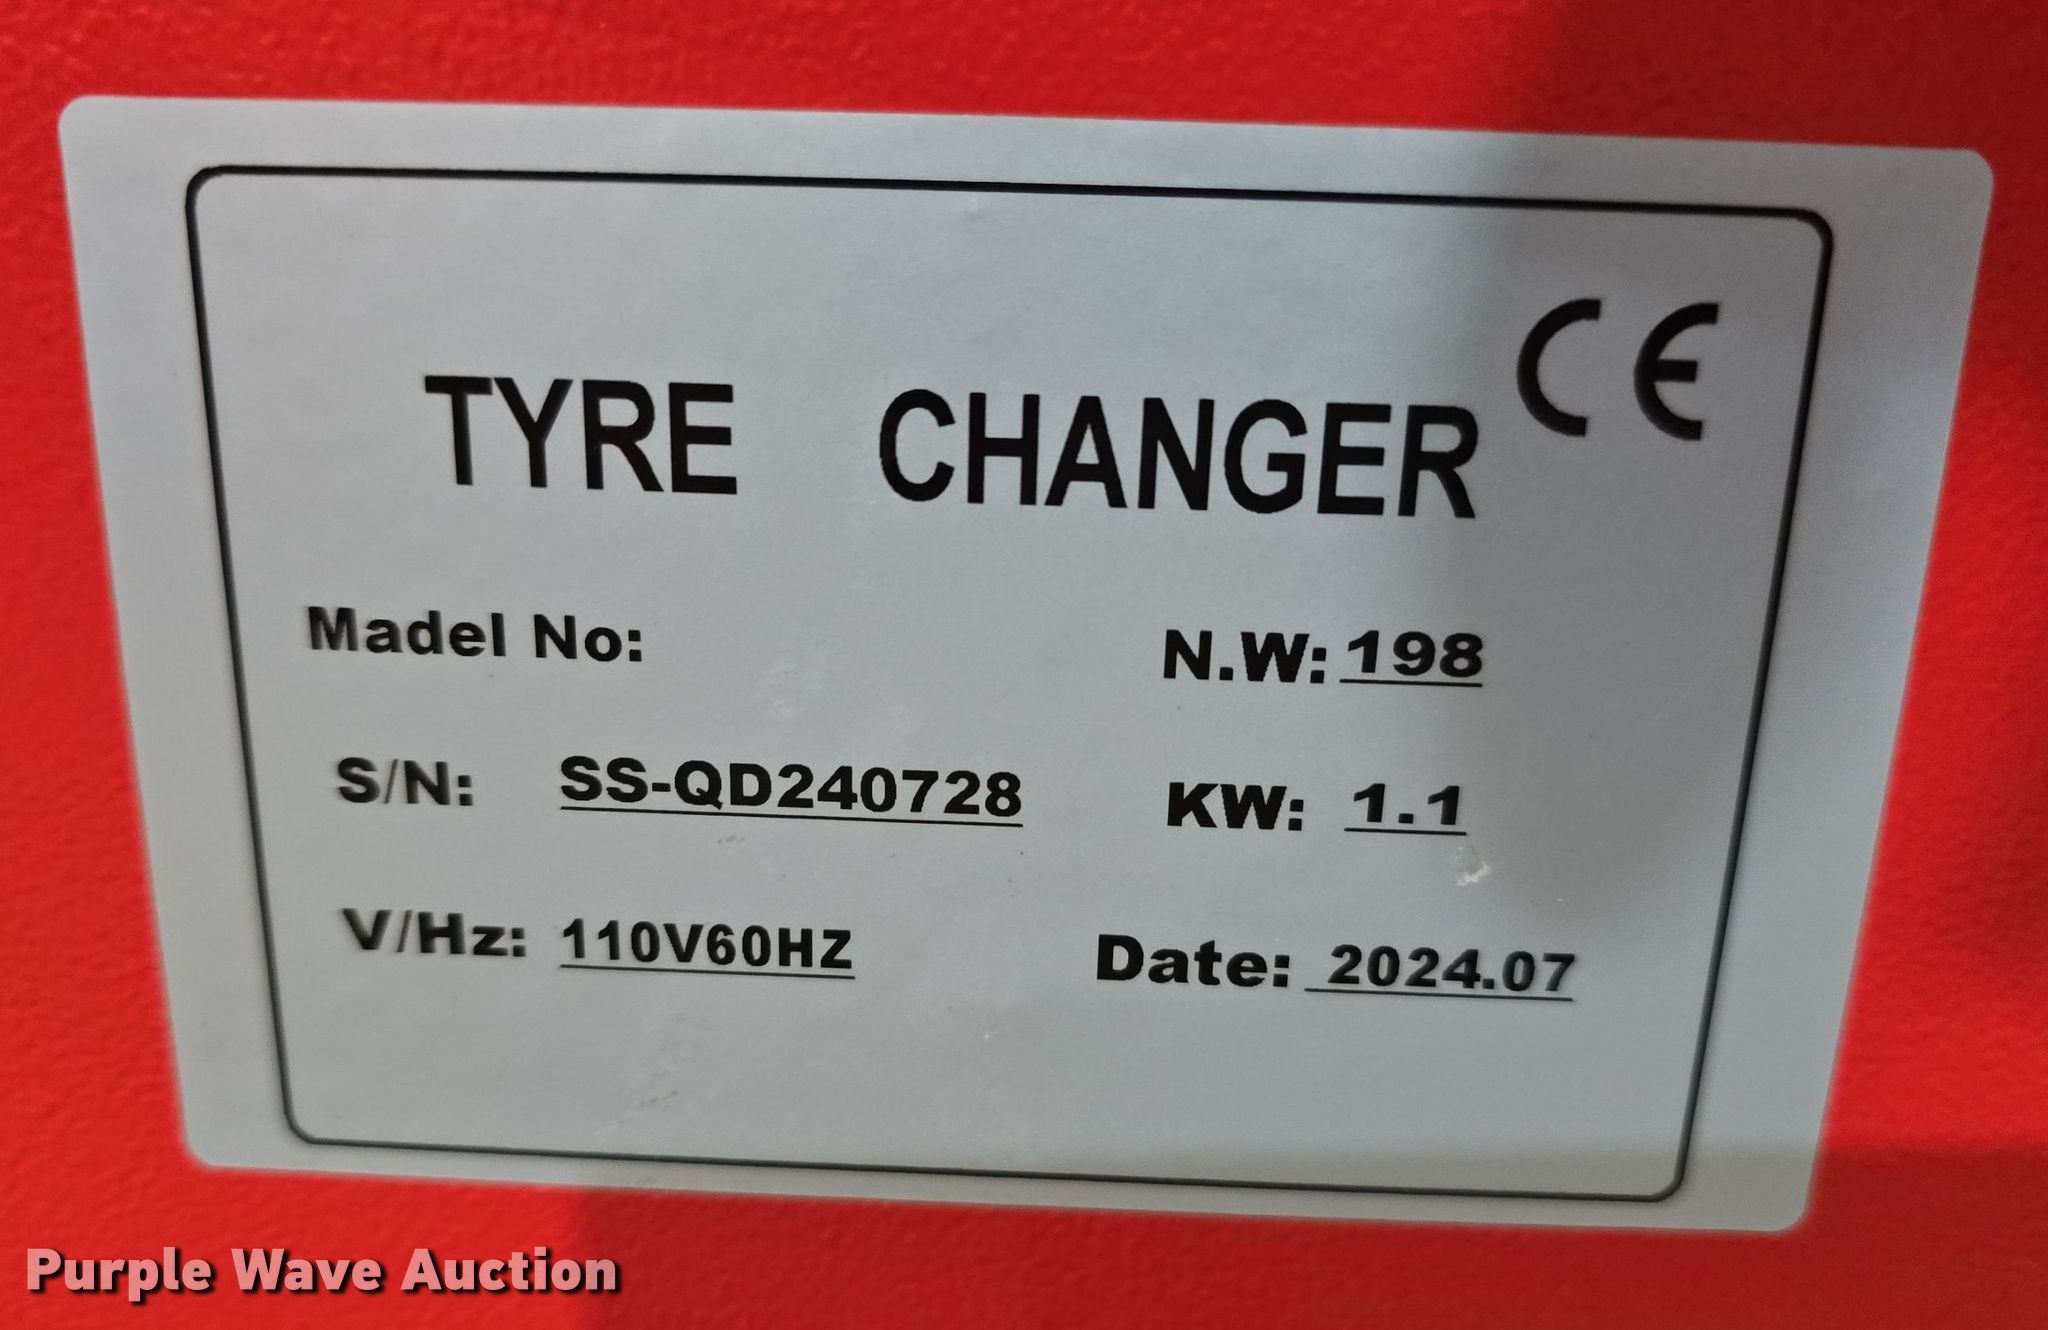 CE
TYRE CHANGER
Madel No:
N.W: 198
S/N: SS-QD240728
KW: 1.1
V/Hz: 110V60HZ
Date: 2024.07
Purple Wave Auction